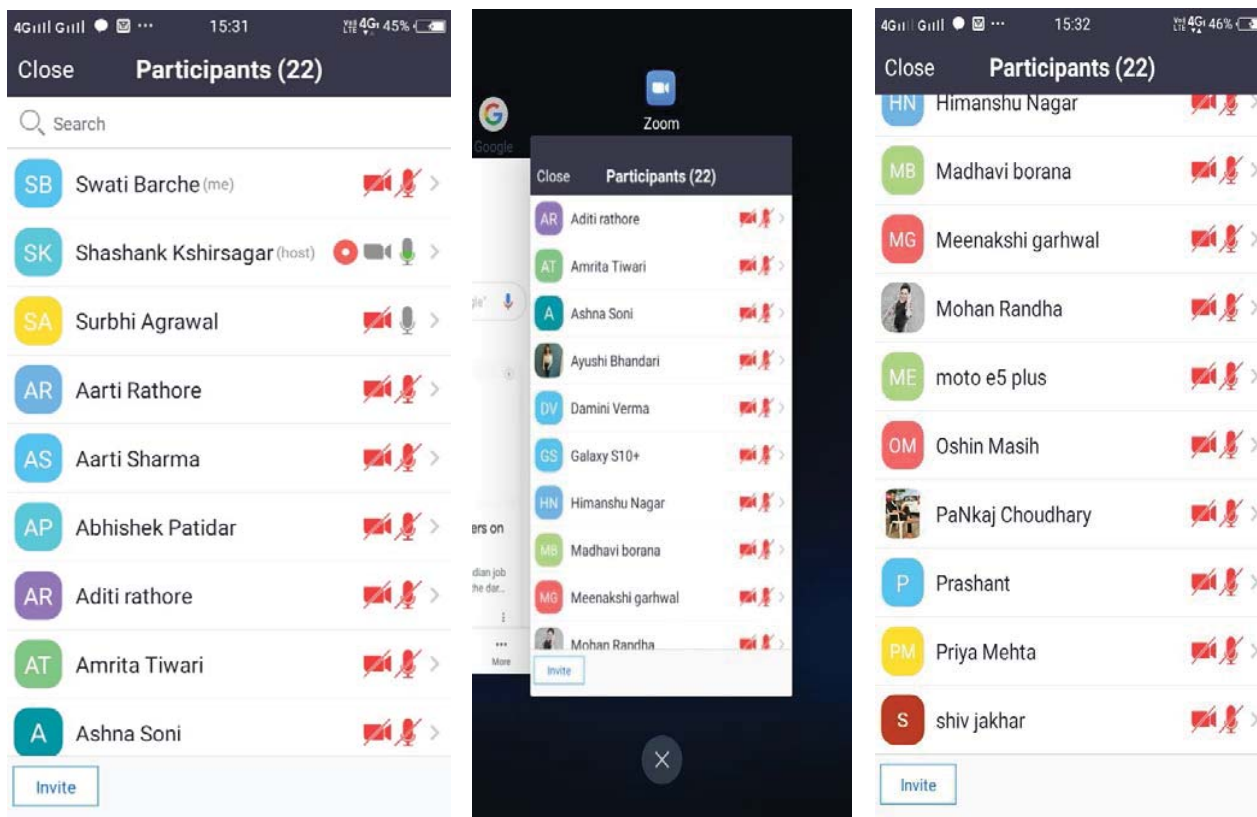 4G Gıll 15:31 4G 45%
Close Participants (22)
Search
SB Swati Barche (me)
SK Shashank Kshirsagar (host)
SA Surbhi Agrawal
AR Aarti Rathore
AS Aarti Sharma
AP Abhishek Patidar
AR Aditi rathore
AT Amrita Tiwari
A Ashna Soni
Invite
Google
Zoom
Close Participants (22)
AR Aditi rathore
AT Amrita Tiwari
A Ashna Soni
Ayushi Bhandari
DV Damini Verma
GS Galaxy S10+
HN Himanshu Nagar
MB Madhavi borana
MG Meenakshi garhwal
Mohan Randha
Invite
ers on
dian job
he dar...
More
15:32 4G 46%
Close Participants (22)
HN Himanshu Nagar
MB Madhavi borana
MG Meenakshi garhwal
Mohan Randha
ME moto e5 plus
OM Oshin Masih
PaNkaj Choudhary
P Prashant
PM Priya Mehta
S shiv jakhar
Invite